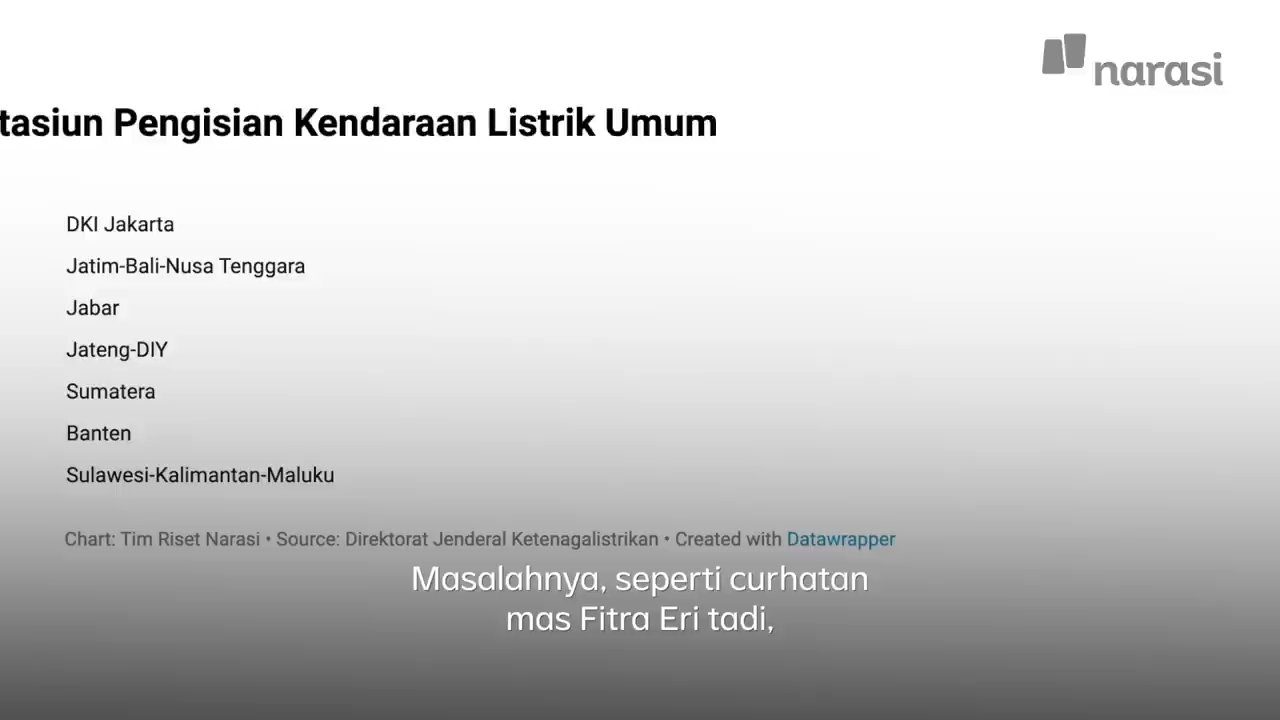 narasi
tasiun Pengisian Kendaraan Listrik Umum
DKI Jakarta
Jatim-Bali-Nusa Tenggara
Jabar
Jateng-DIY
Sumatera
Banten
Sulawesi-Kalimantan-Maluku
Chart: Tim Riset Narasi • Source: Direktorat Jenderal Ketenagalistrikan • Created with Datawrapper
Masalahnya, seperti curhatan
mas Fitra Eri tadi,